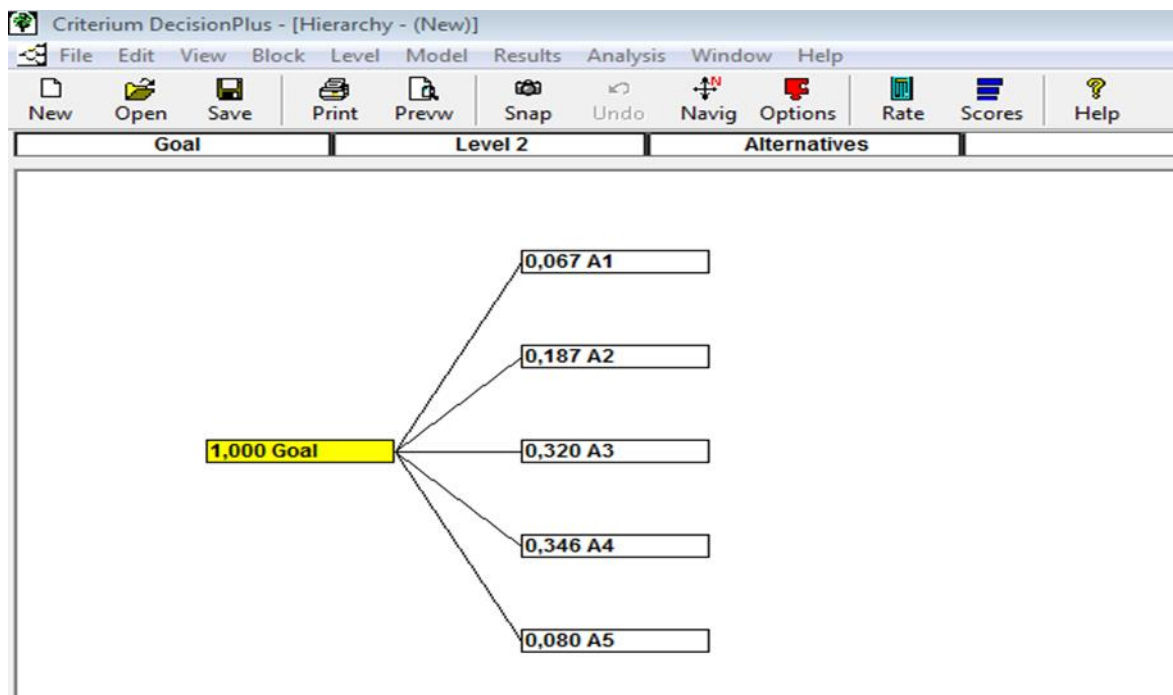 Criterium DecisionPlus - [Hierarchy - (New)]
File Edit View Block Level Model Results Analysis Window Help
New Open Save Print Prevw Snap Undo Navig Options Rate Scores Help
Goal Level 2 Alternatives
0,067 A1
0,187 A2
1,000 Goal 0,320 A3
0,346 A4
0,080 A5